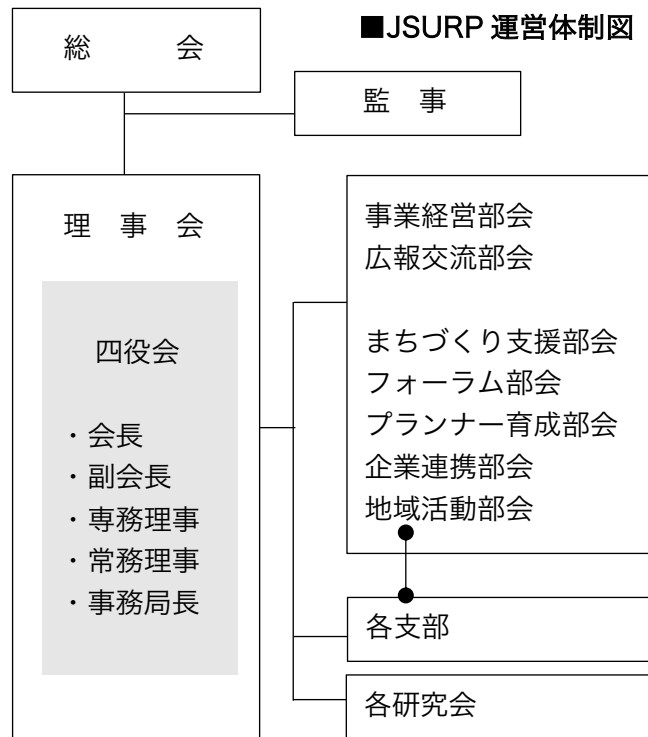 ■JSURP 運営体制図
総　会
監　事
理　事　会
四役会
・会長
・副会長
・専務理事
・常務理事
・事務局長
事業経営部会
広報交流部会
まちづくり支援部会
フォーラム部会
プランナー育成部会
企業連携部会
地域活動部会
各支部
各研究会